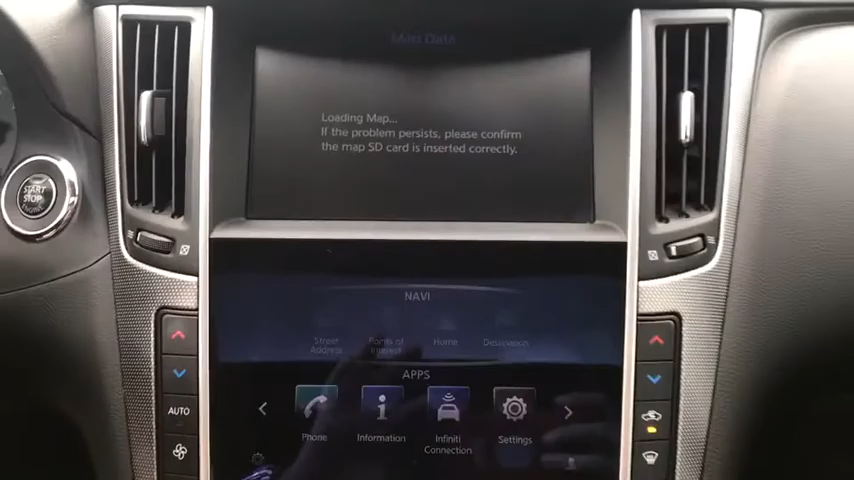 Map Data
Loading Map...
If the problem persists, please confirm
the map SD card is inserted correctly.
START
STOP
ENGINE
NAVI
Street
Address
Points of
Interest
Home
Destination
APPS
Phone
Information
Infiniti
Connection
Settings
AUTO